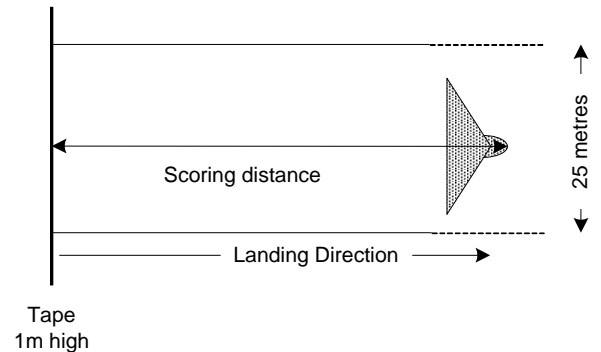 Scoring distance
25 metres
Landing Direction
Tape
1m high